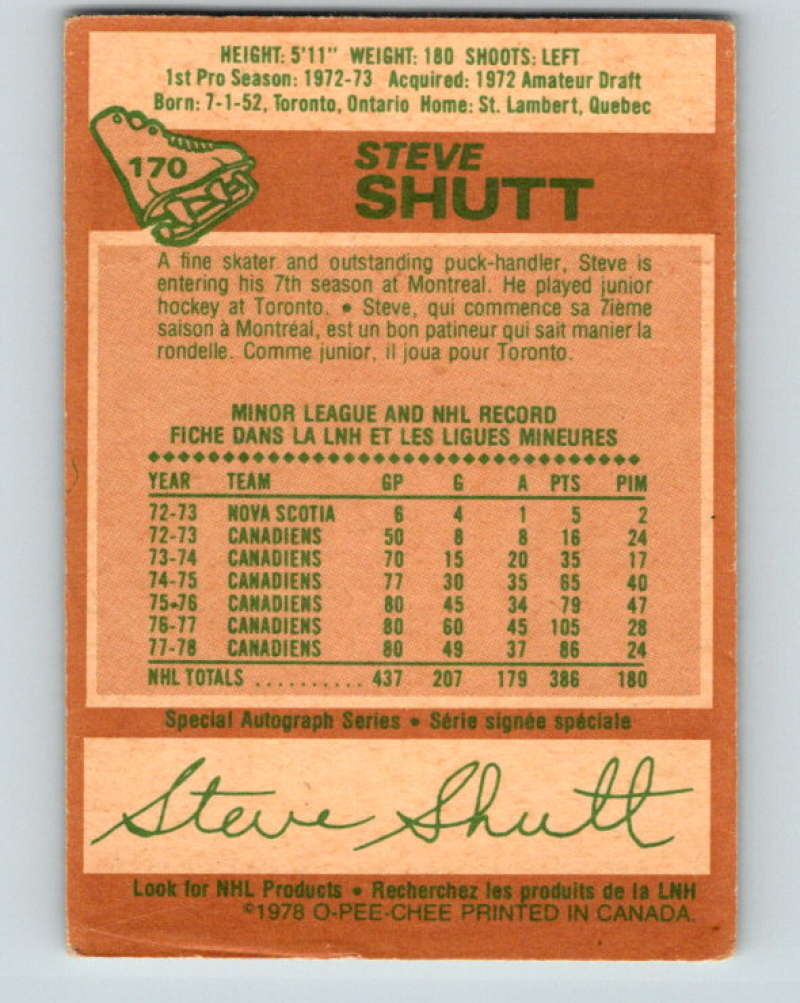 HEIGHT: 5'11" WEIGHT: 180 SHOOTS: LEFT
1st Pro Season: 1972-73 Acquired: 1972 Amateur Draft
Born: 7-1-52, Toronto, Ontario Home: St. Lambert, Quebec
170
STEVE
SHUTT
A fine skater and outstanding puck-handler, Steve is
entering his 7th season at Montreal. He played junior
hockey at Toronto. • Steve, qui commence sa 7ième
saison à Montréal, est un bon patineur qui sait manier la
rondelle. Comme junior, il joua pour Toronto.
MINOR LEAGUE AND NHL RECORD
FICHE DANS LA LNH ET LES LIGUES MINEURES
YEAR TEAM GP G A PTS PIM
72-73 NOVA SCOTIA 6 4 1 5 2
72-73 CANADIENS 50 8 8 16 24
73-74 CANADIENS 70 15 20 35 17
74-75 CANADIENS 77 30 35 65 40
75-76 CANADIENS 80 45 34 79 47
76-77 CANADIENS 80 60 45 105 28
77-78 CANADIENS 80 49 37 86 24
NHL TOTALS .......... 437 207 179 386 180
Special Autograph Series • Série signée spéciale
Steve Shutt
Look for NHL Products • Recherchez les produits de la LNH
©1978 O-PEE-CHEE PRINTED IN CANADA.